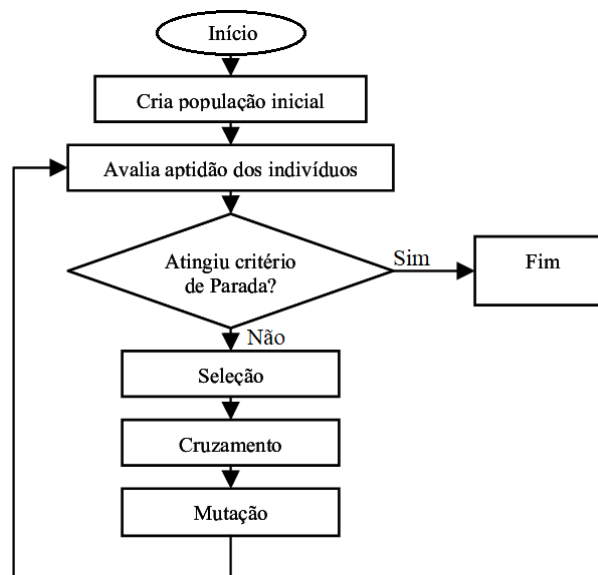 Início
Cria população inicial
Avalia aptidão dos indivíduos
Atingiu critério
de Parada?
Sim
Fim
Não
Seleção
Cruzamento
Mutação